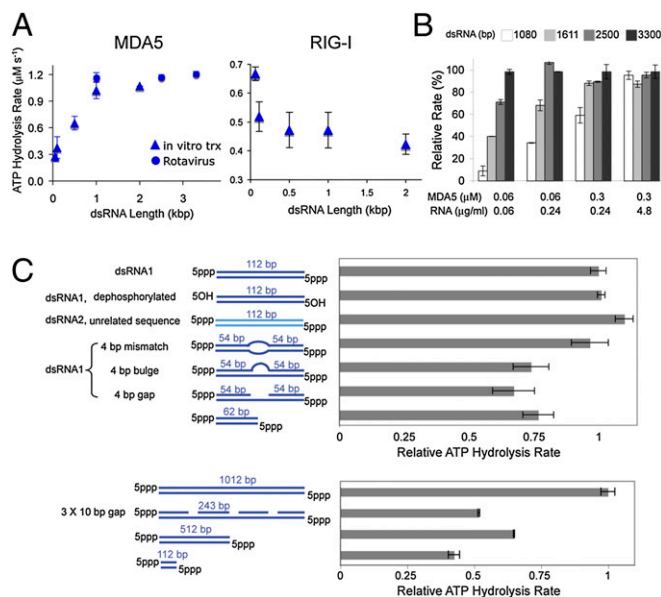 A
MDA5
RIG-I
ATP Hydrolysis Rate (μM s⁻¹)
1.5
1.2
0.9
0.6
0.3
0.0
0 1 2 3
dsRNA Length (kbp)
in vitro trx
Rotavirus
0.7
0.6
0.5
0.4
0.3
0 0.5 1 1.5 2
dsRNA Length (kbp)
B
dsRNA (bp) 1080 1611 2500 3300
Relative Rate (%)
100
80
60
40
20
0
MDA5 (μM) 0.06 0.06 0.3 0.3
RNA (μg/ml) 0.06 0.24 0.24 4.8
C
dsRNA1 5ppp 112 bp 5ppp
dsRNA1, dephosphorylated 5OH 112 bp 5OH
dsRNA2, unrelated sequence 5ppp 112 bp 5ppp
dsRNA1
4 bp mismatch 5ppp 54 bp 54 bp 5ppp
4 bp bulge 5ppp 54 bp 54 bp 5ppp
4 bp gap 5ppp 54 bp 54 bp 5ppp
5ppp 62 bp 5ppp
0 0.25 0.5 0.75 1
Relative ATP Hydrolysis Rate
5ppp 1012 bp 5ppp
3 X 10 bp gap 5ppp 243 bp 5ppp
5ppp 512 bp 5ppp
5ppp 112 bp 5ppp
0 0.25 0.5 0.75 1
Relative ATP Hydrolysis Rate